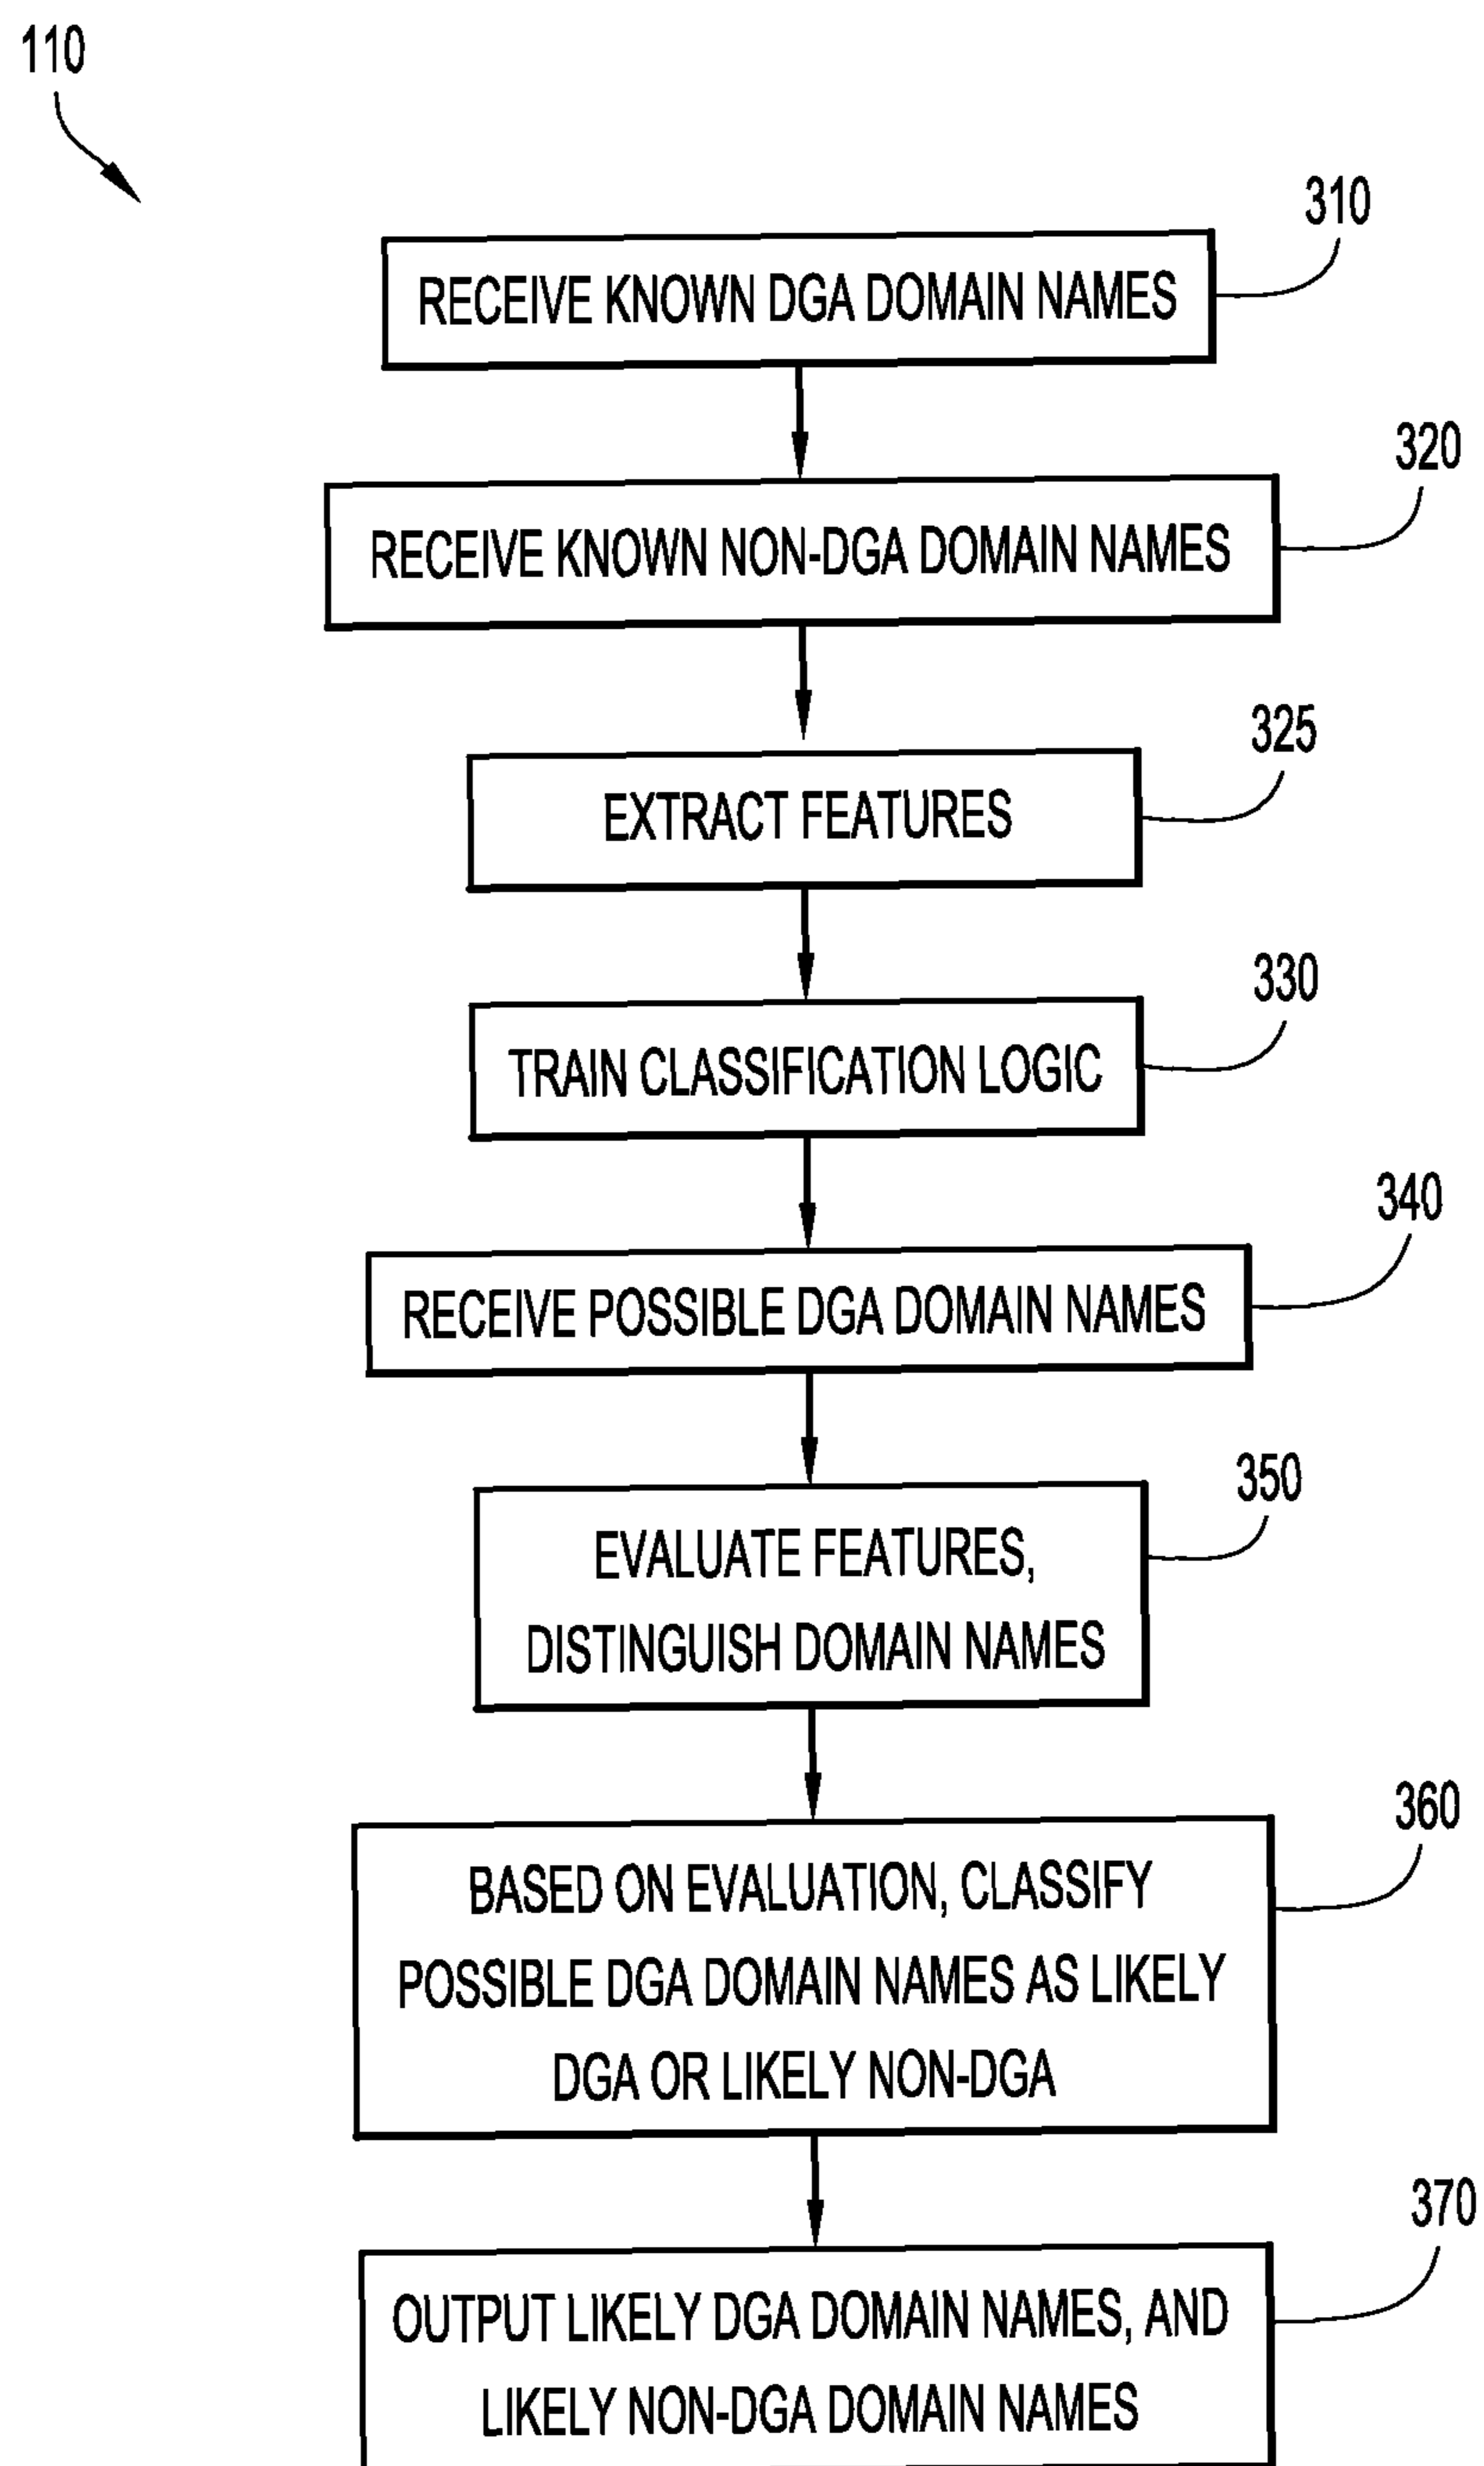 110
310
RECEIVE KNOWN DGA DOMAIN NAMES
320
RECEIVE KNOWN NON-DGA DOMAIN NAMES
325
EXTRACT FEATURES
330
TRAIN CLASSIFICATION LOGIC
340
RECEIVE POSSIBLE DGA DOMAIN NAMES
350
EVALUATE FEATURES,
DISTINGUISH DOMAIN NAMES
360
BASED ON EVALUATION, CLASSIFY
POSSIBLE DGA DOMAIN NAMES AS LIKELY
DGA OR LIKELY NON-DGA
370
OUTPUT LIKELY DGA DOMAIN NAMES, AND
LIKELY NON-DGA DOMAIN NAMES